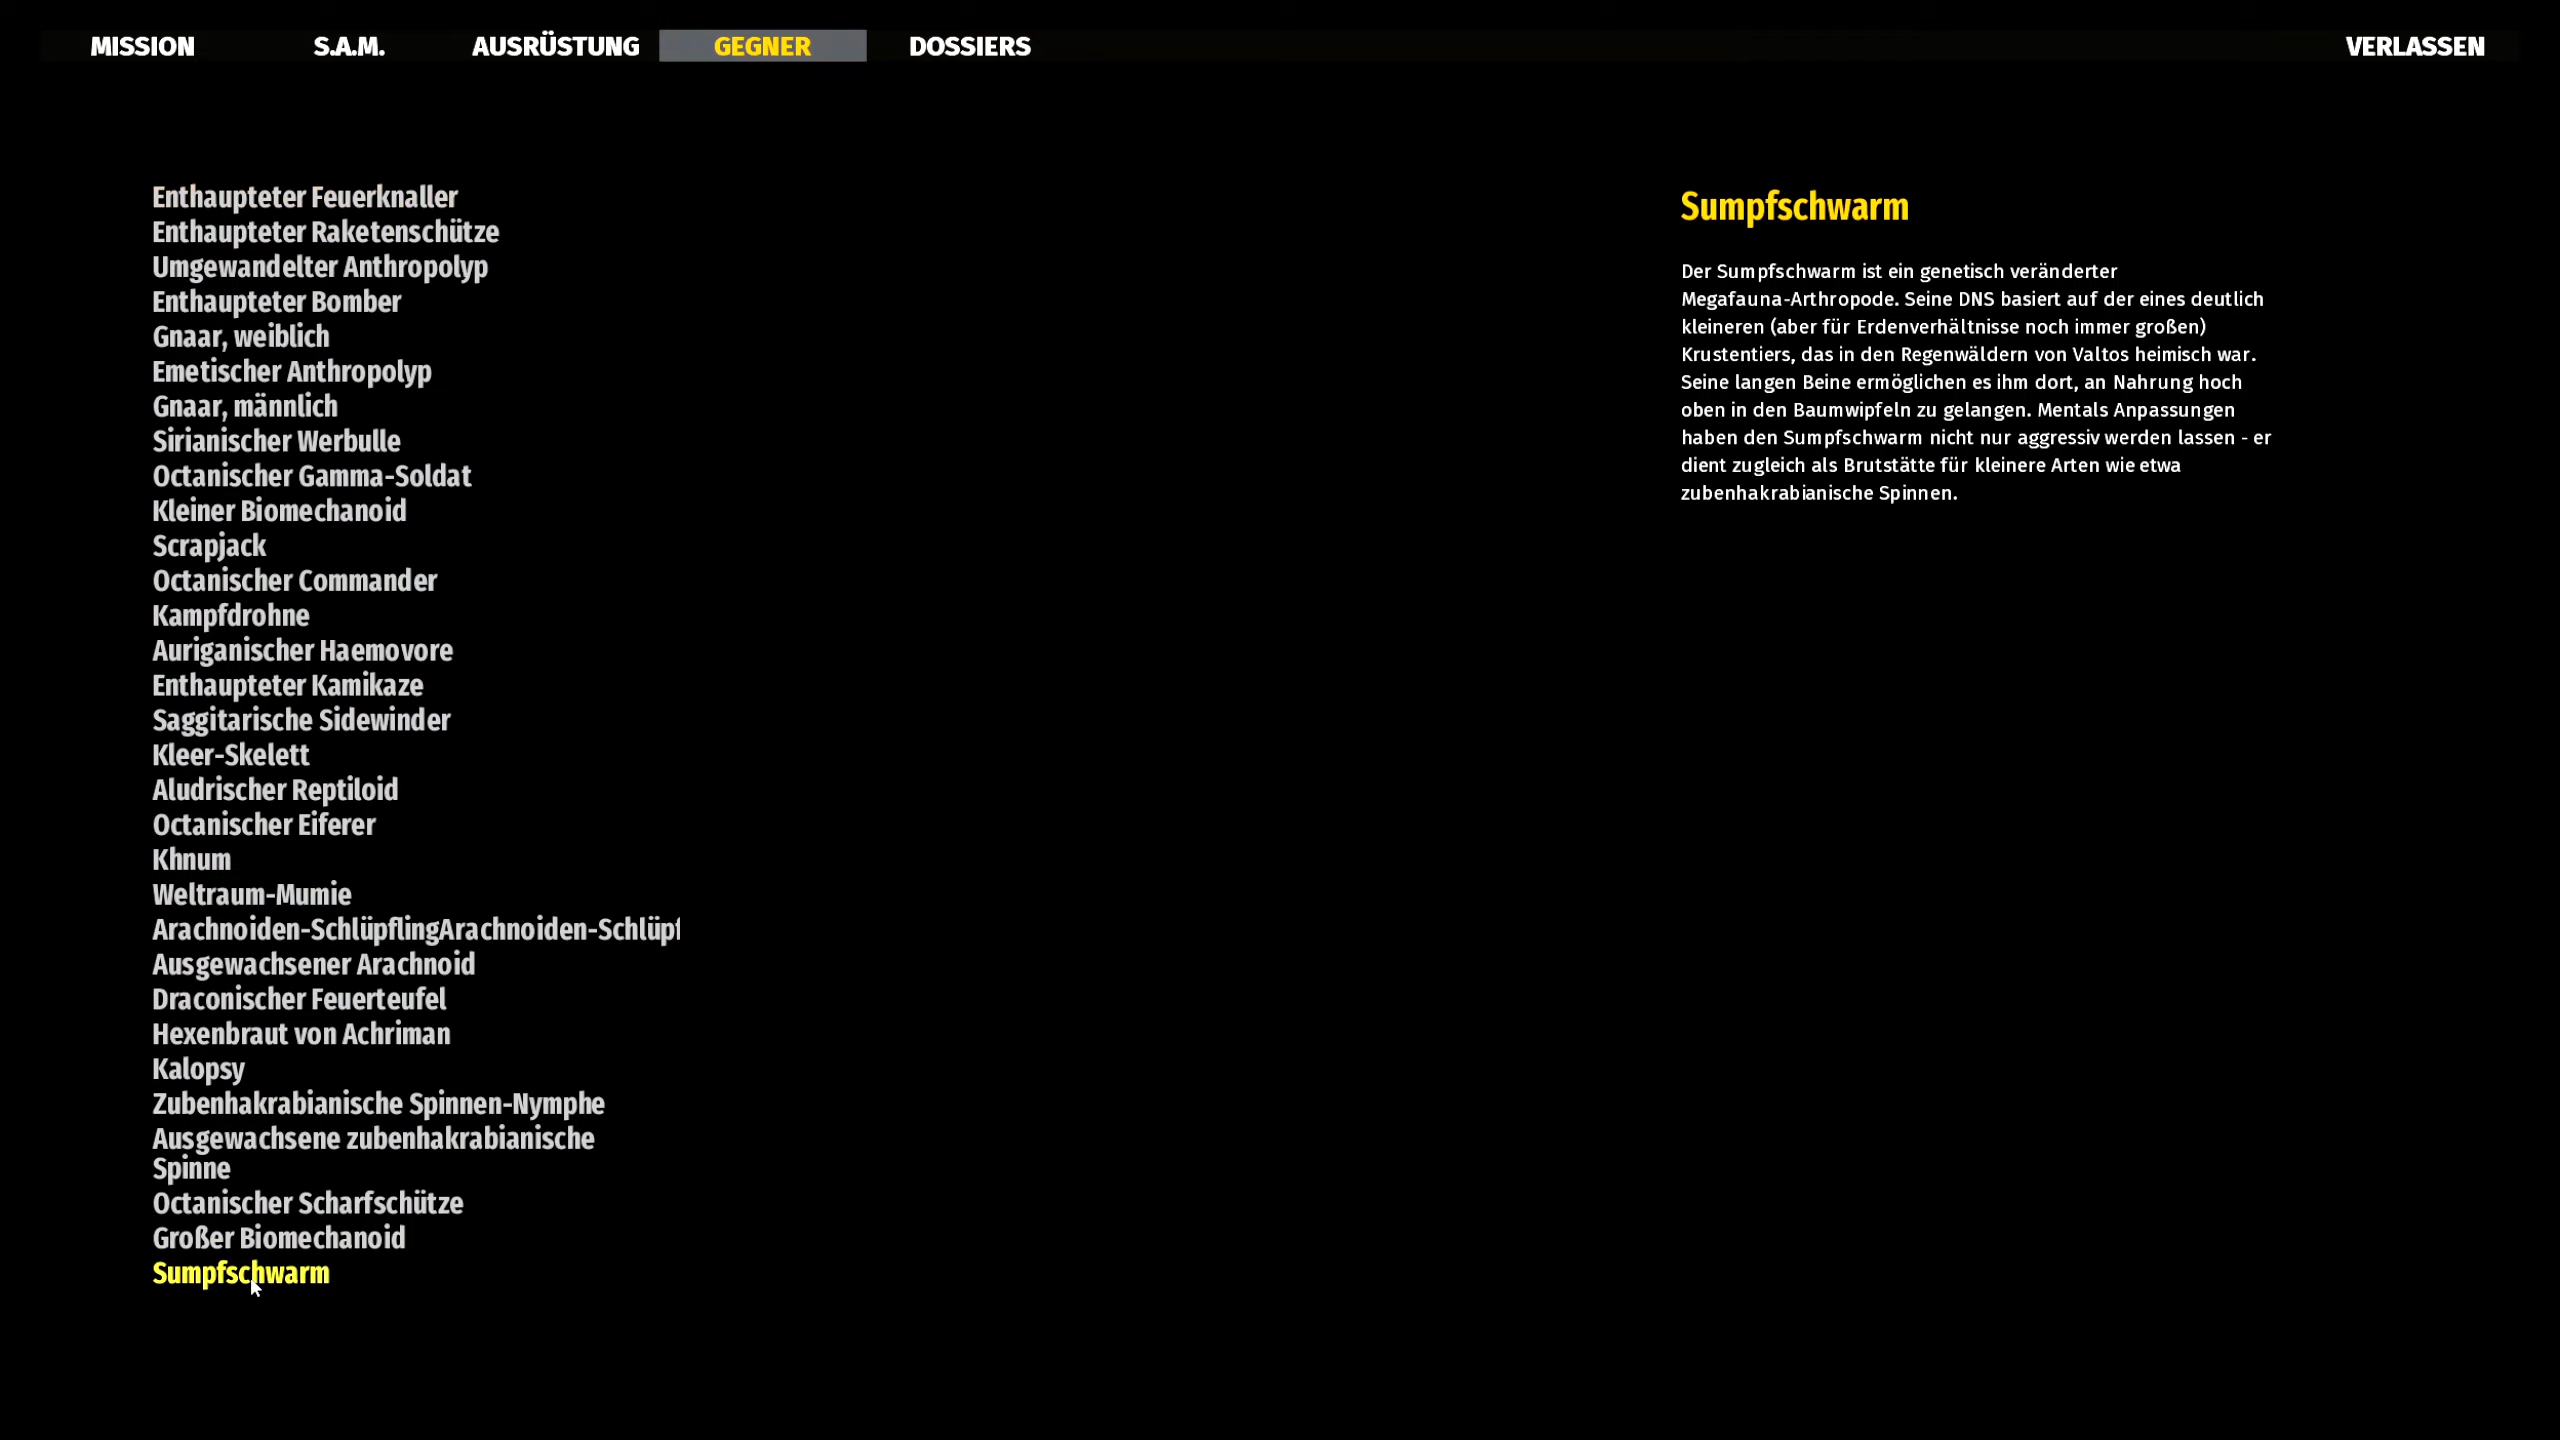 MISSION S.A.M. AUSRÜSTUNG GEGNER DOSSIERS VERLASSEN
Enthaupteter Feuerknaller
Enthaupteter Raketenschütze
Umgewandelter Anthropolyp
Enthaupteter Bomber
Gnaar, weiblich
Emetischer Anthropolyp
Gnaar, männlich
Sirianischer Werbulle
Octanischer Gamma-Soldat
Kleiner Biomechanoid
Scrapjack
Octanischer Commander
Kampfdrohne
Auriganischer Haemovore
Enthaupteter Kamikaze
Saggitarische Sidewinder
Kleer-Skelett
Aludrischer Reptiloid
Octanischer Eiferer
Khnum
Weltraum-Mumie
Arachnoiden-SchlüpflingArachnoiden-Schlüpf
Ausgewachsener Arachnoid
Draconischer Feuerteufel
Hexenbraut von Achriman
Kalopsy
Zubenhakrabianische Spinnen-Nymphe
Ausgewachsene zubenhakrabianische
Spinne
Octanischer Scharfschütze
Großer Biomechanoid
Sumpfschwarm
Sumpfschwarm
Der Sumpfschwarm ist ein genetisch veränderter
Megafauna-Arthropode. Seine DNS basiert auf der eines deutlich
kleineren (aber für Erdenverhältnisse noch immer großen)
Krustentiers, das in den Regenwäldern von Valtos heimisch war.
Seine langen Beine ermöglichen es ihm dort, an Nahrung hoch
oben in den Baumwipfeln zu gelangen. Mentals Anpassungen
haben den Sumpfschwarm nicht nur aggressiv werden lassen - er
dient zugleich als Brutstätte für kleinere Arten wie etwa
zubenhakrabianische Spinnen.